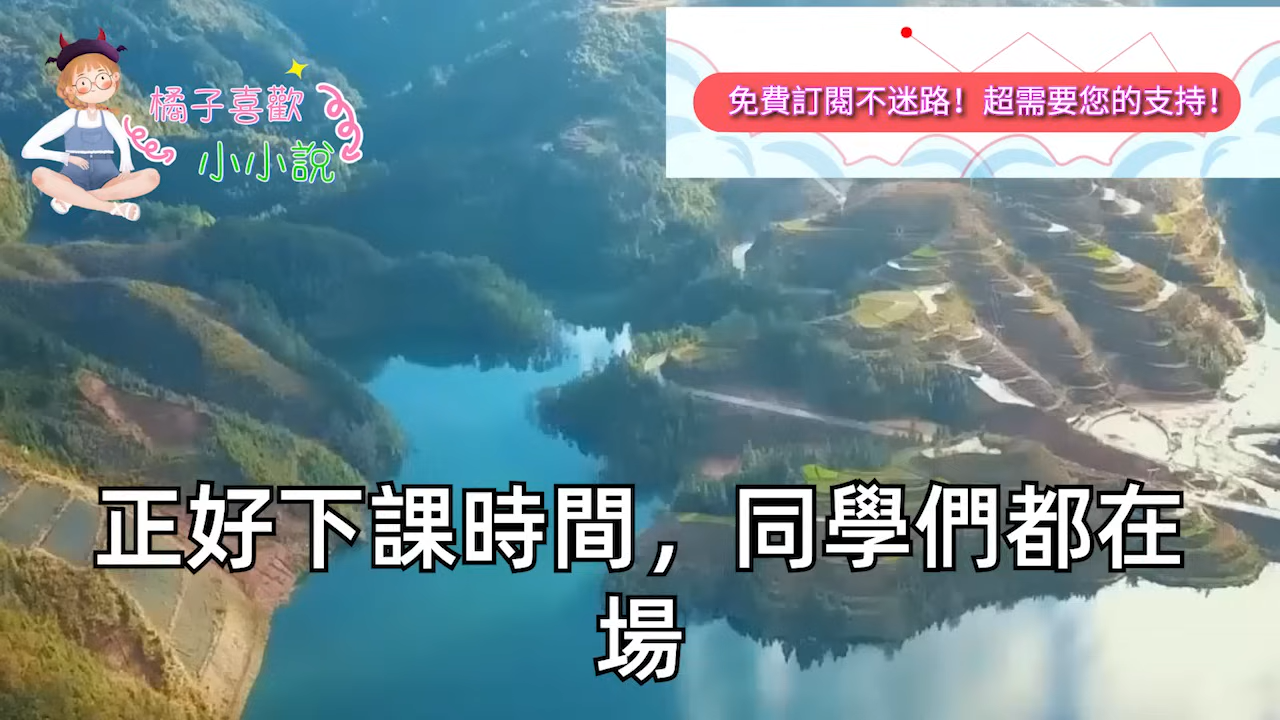 橘子喜歡
小小說
免費訂閱不迷路！超需要您的支持！
正好下課時間，同學們都在
場